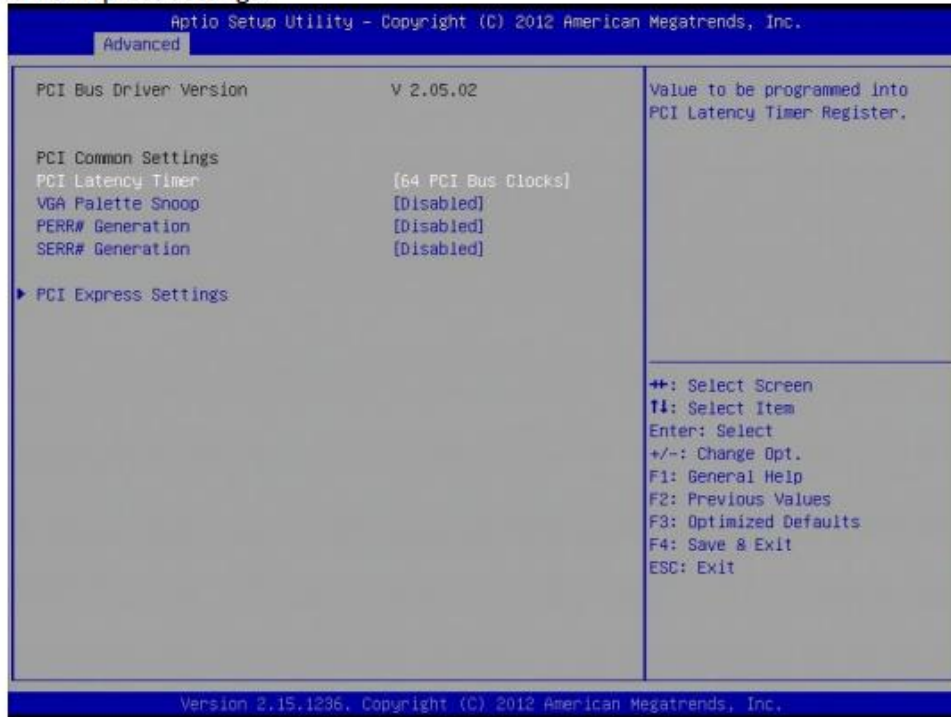 Aptio Setup Utility – Copyright (C) 2012 American Megatrends, Inc.
Advanced
PCI Bus Driver Version V 2.05.02
PCI Common Settings
PCI Latency Timer [64 PCI Bus Clocks]
VGA Palette Snoop [Disabled]
PERR# Generation [Disabled]
SERR# Generation [Disabled]
PCI Express Settings
Value to be programmed into
PCI Latency Timer Register.
: Select Screen
↑↓: Select Item
Enter: Select
+/-: Change Opt.
F1: General Help
F2: Previous Values
F3: Optimized Defaults
F4: Save & Exit
ESC: Exit
Version 2.15.1236. Copyright (C) 2012 American Megatrends, Inc.